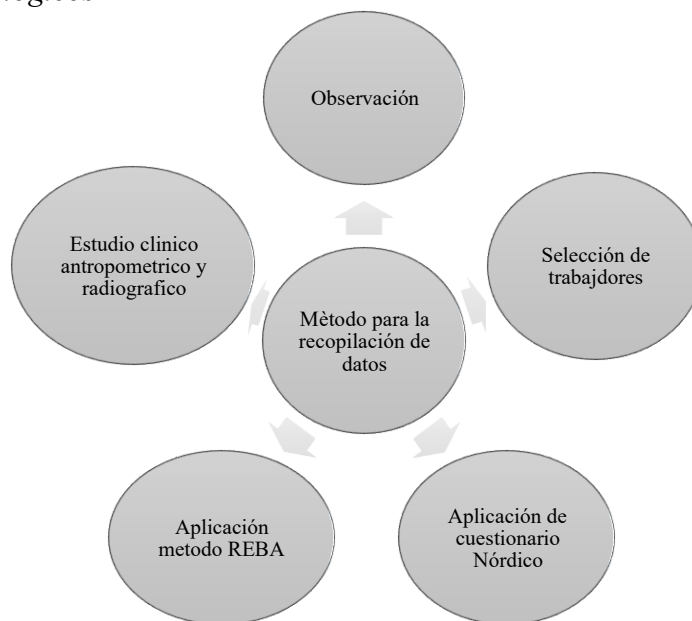 Observación
Selección de
trabajdores
Estudio clinico
antropometrico y
radiografico
Mètodo para la
recopilación de
datos
Aplicación de
cuestionario
Nórdico
Aplicación
metodo REBA